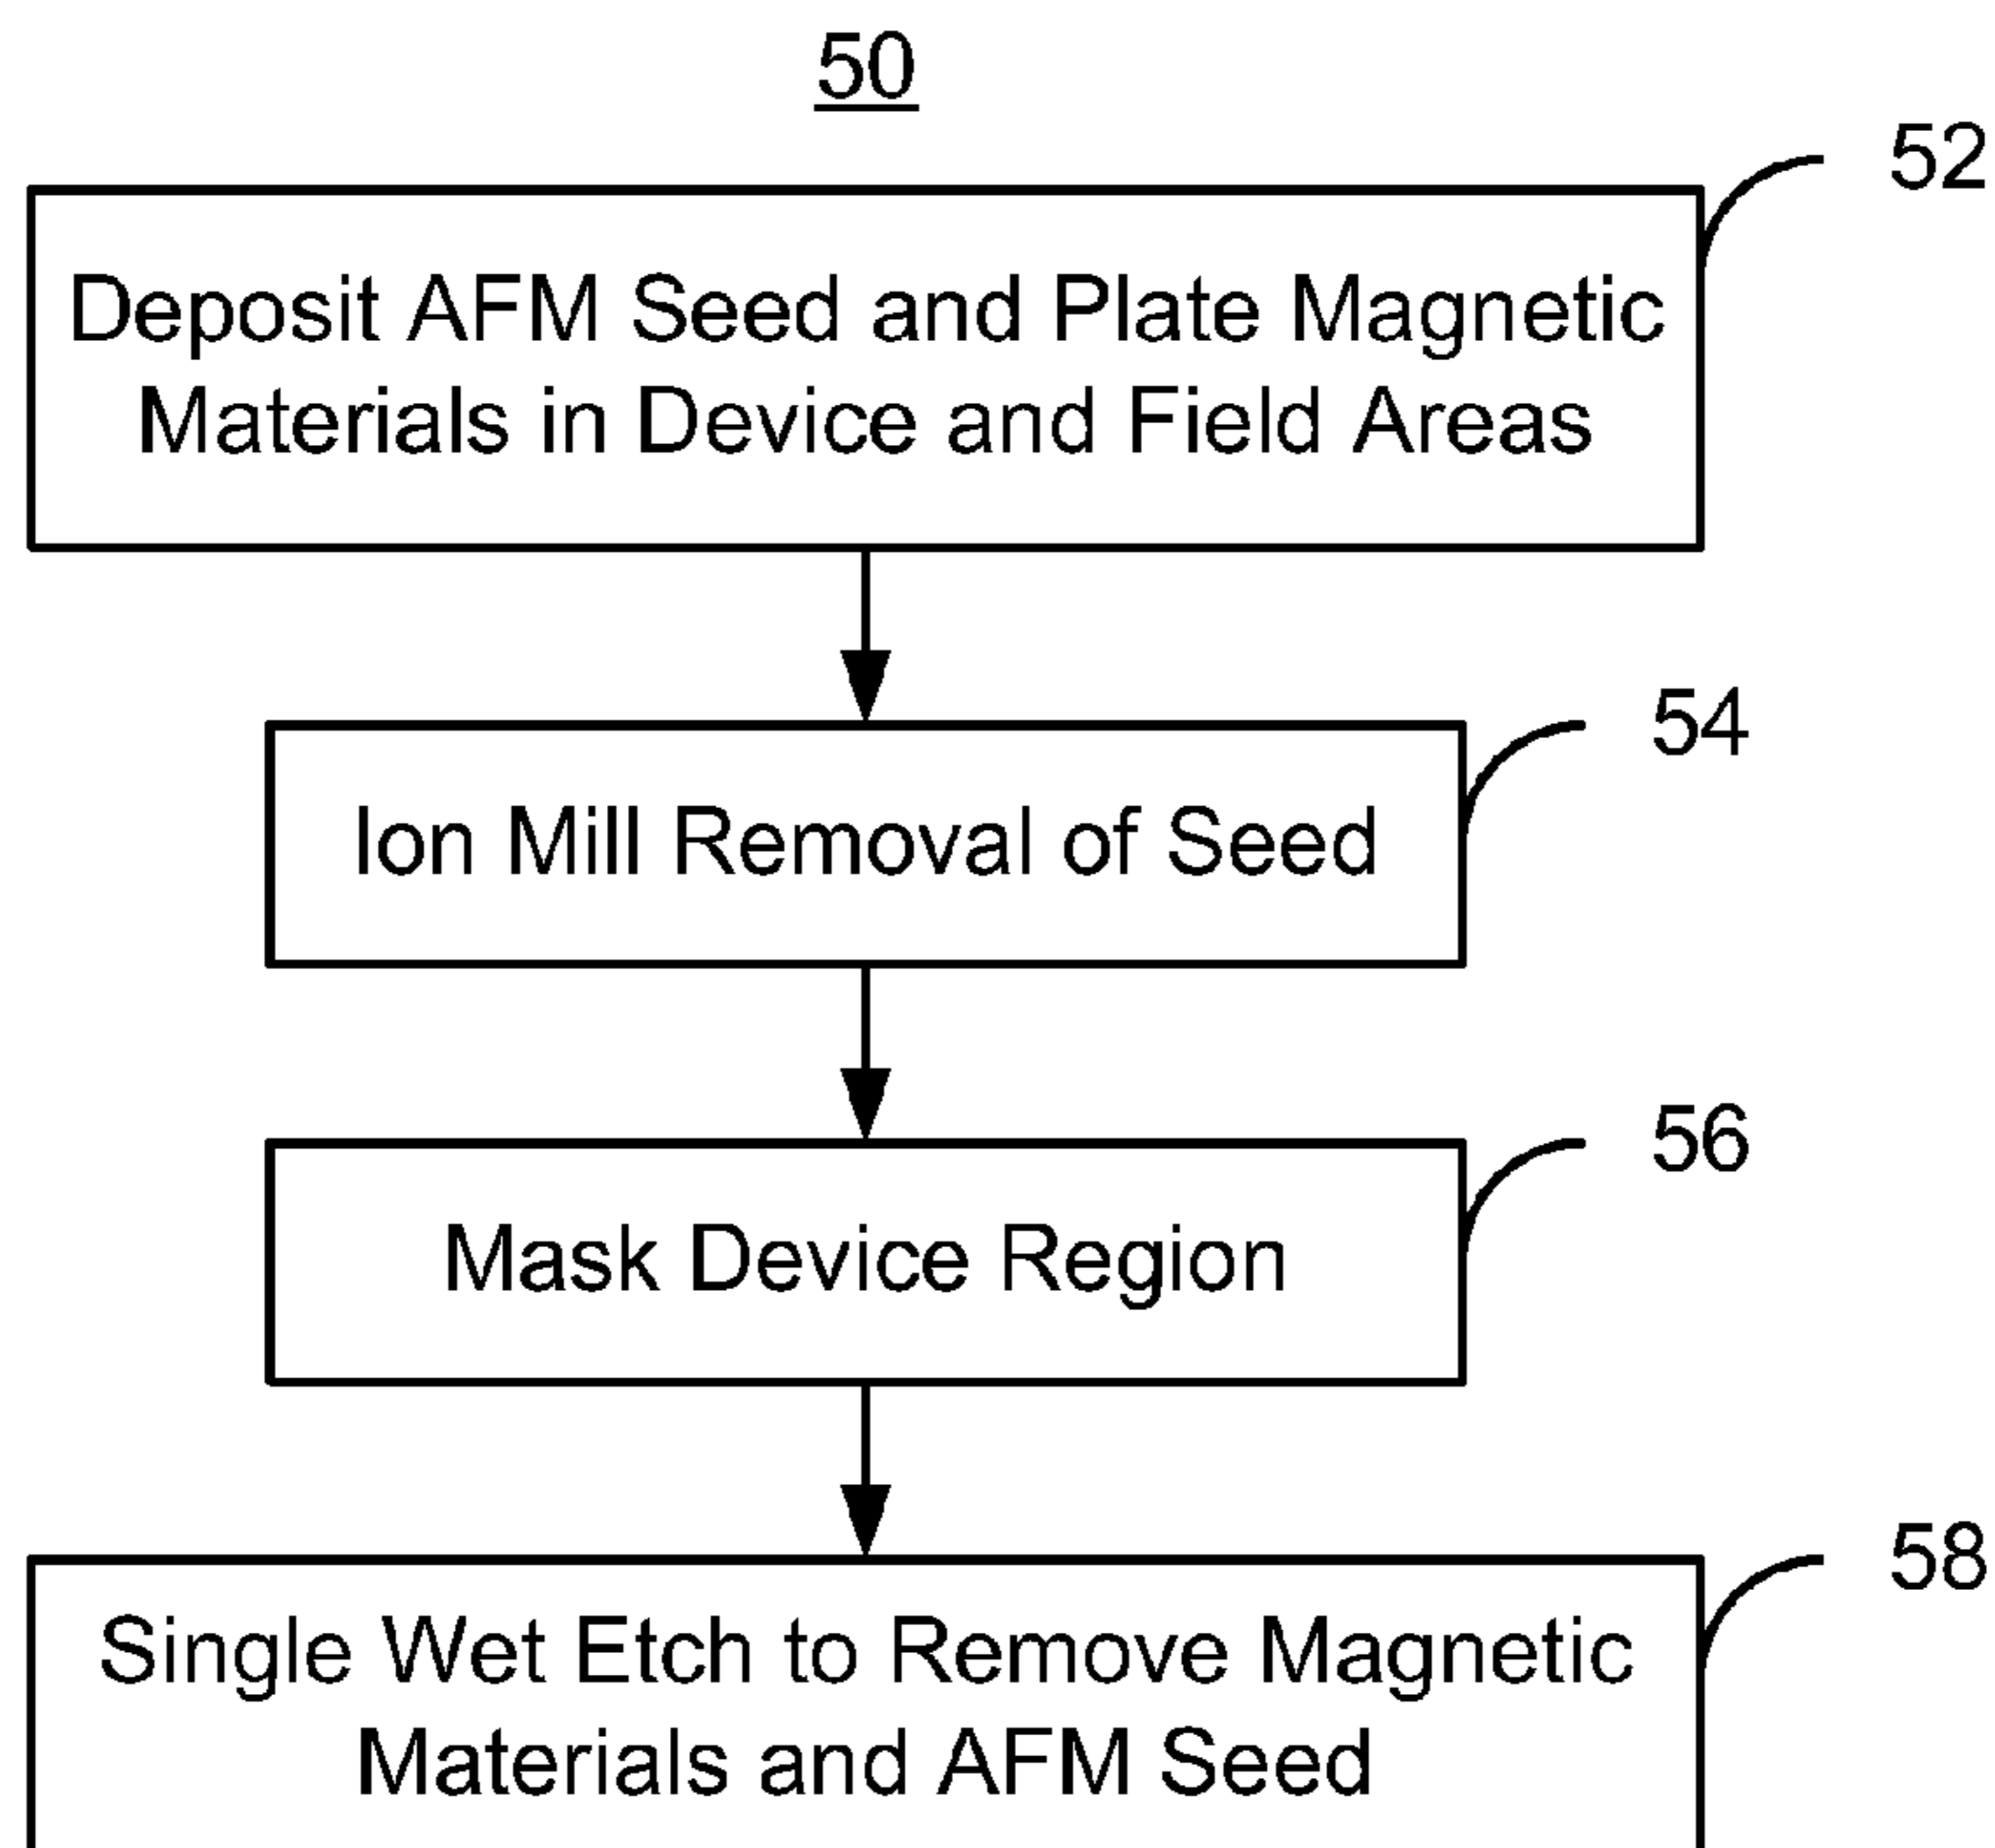 50
52
Deposit AFM Seed and Plate Magnetic
Materials in Device and Field Areas
54
Ion Mill Removal of Seed
56
Mask Device Region
58
Single Wet Etch to Remove Magnetic
Materials and AFM Seed